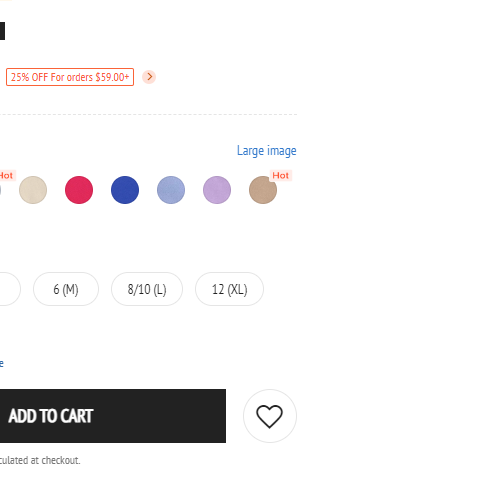 25% OFF For orders $59.00+
Large image
Hot
Hot
6 (M)
8/10 (L)
12 (XL)
e
ADD TO CART
culated at checkout.